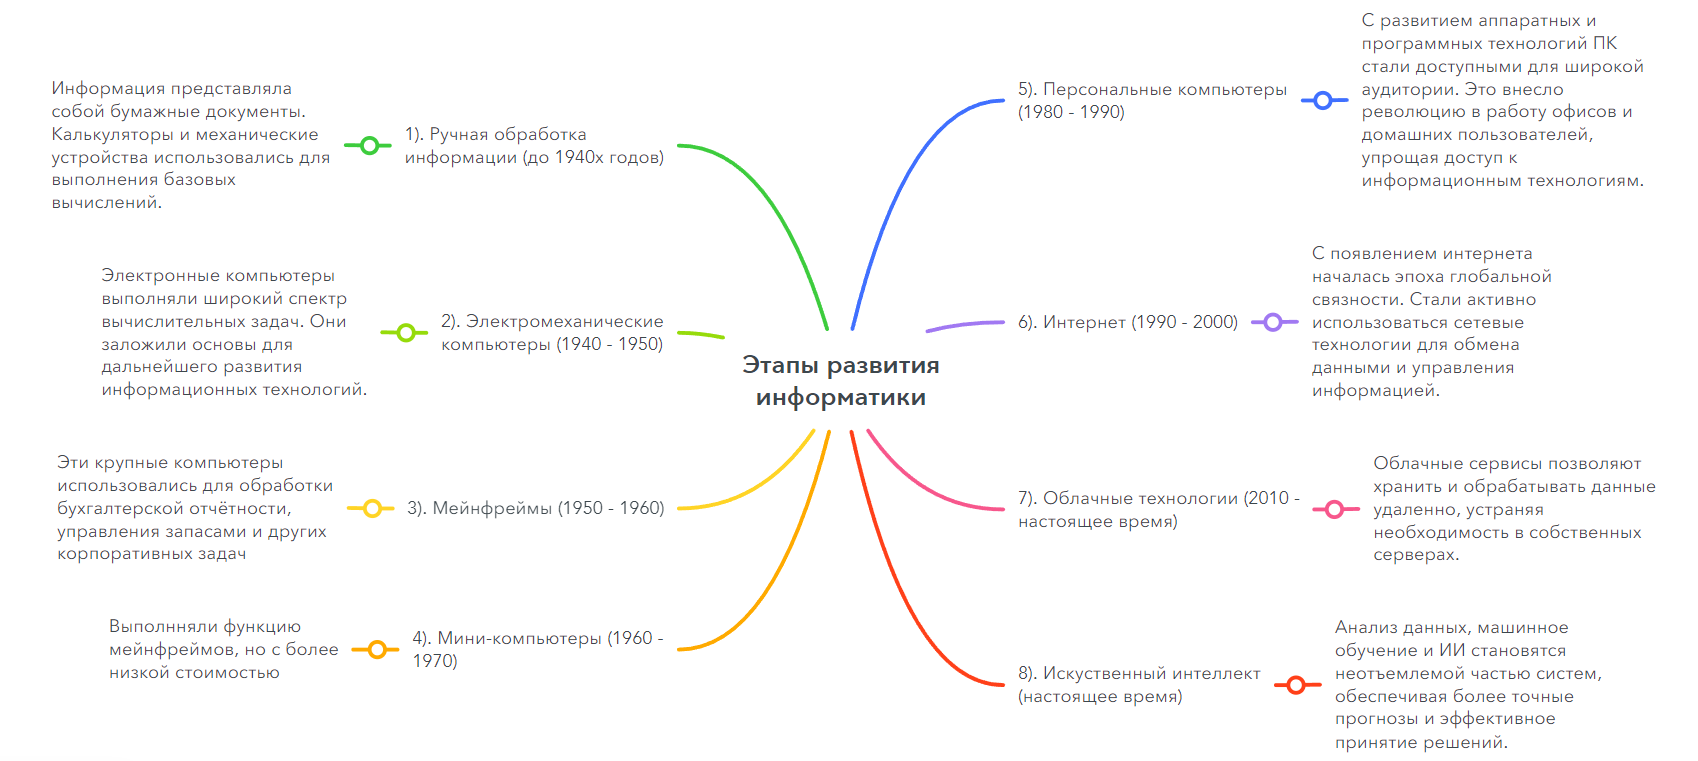 Этапы развития
информатики
1). Ручная обработка
информации (до 1940х годов)
Информация представляла
собой бумажные документы.
Калькуляторы и механические
устройства использовались для
выполнения базовых
вычислений.
2). Электромеханические
компьютеры (1940 - 1950)
Электронные компьютеры
выполняли широкий спектр
вычислительных задач. Они
заложили основы для
дальнейшего развития
информационных технологий.
3). Мейнфреймы (1950 - 1960)
Эти крупные компьютеры
использовались для обработки
бухгалтерской отчётности,
управления запасами и других
корпоративных задач
4). Мини-компьютеры (1960 -
1970)
Выполнняли функцию
мейнфреймов, но с более
низкой стоимостью
5). Персональные компьютеры
(1980 - 1990)
С развитием аппаратных и
программных технологий ПК
стали доступными для широкой
аудитории. Это внесло
революцию в работу офисов и
домашних пользователей,
упрощая доступ к
информационным технологиям.
6). Интернет (1990 - 2000)
С появлением интернета
началась эпоха глобальной
связности. Стали активно
использоваться сетевые
технологии для обмена
данными и управления
информацией.
7). Облачные технологии (2010 -
настоящее время)
Облачные сервисы позволяют
хранить и обрабатывать данные
удаленно, устраняя
необходимость в собственных
серверах.
8). Искуственный интеллект
(настоящее время)
Анализ данных, машинное
обучение и ИИ становятся
неотъемлемой частью систем,
обеспечивая более точные
прогнозы и эффективное
принятие решений.